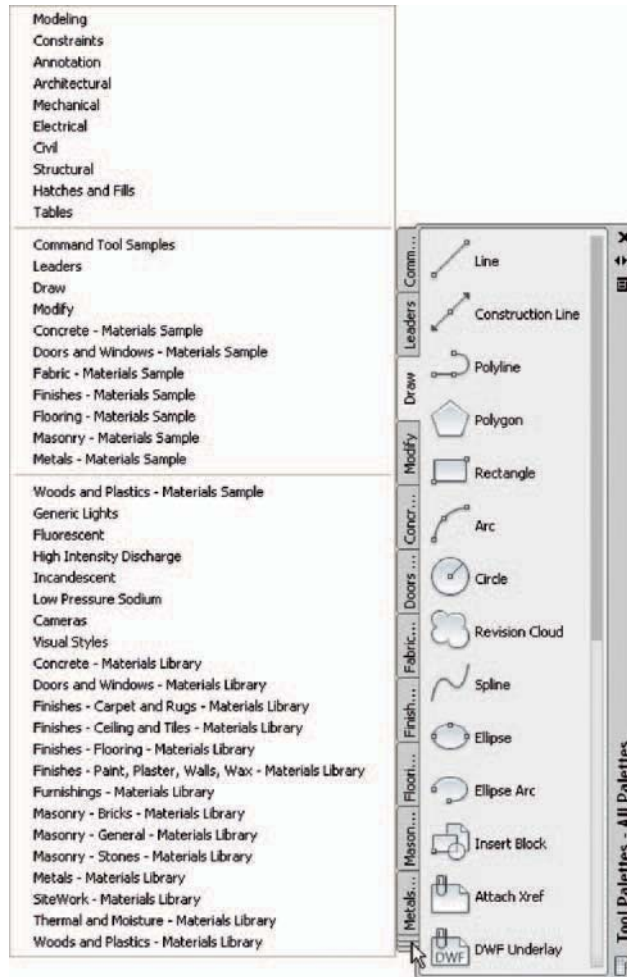 Modeling
Constraints
Annotation
Architectural
Mechanical
Electrical
Civil
Structural
Hatches and Fills
Tables
Command Tool Samples
Leaders
Draw
Modify
Concrete - Materials Sample
Doors and Windows - Materials Sample
Fabric - Materials Sample
Finishes - Materials Sample
Flooring - Materials Sample
Masonry - Materials Sample
Metals - Materials Sample
Woods and Plastics - Materials Sample
Generic Lights
Fluorescent
High Intensity Discharge
Incandescent
Low Pressure Sodium
Cameras
Visual Styles
Concrete - Materials Library
Doors and Windows - Materials Library
Finishes - Carpet and Rugs - Materials Library
Finishes - Ceiling and Tiles - Materials Library
Finishes - Flooring - Materials Library
Finishes - Paint, Plaster, Walls, Wax - Materials Library
Furnishings - Materials Library
Masonry - Bricks - Materials Library
Masonry - General - Materials Library
Masonry - Stones - Materials Library
Metals - Materials Library
SiteWork - Materials Library
Thermal and Moisture - Materials Library
Woods and Plastics - Materials Library
Comm...
Leaders
Draw
Modify
Concr...
Doors ...
Fabric...
Finish...
Floori...
Mason...
Metals...
Line
Construction Line
Polyline
Polygon
Rectangle
Arc
Circle
Revision Cloud
Spline
Ellipse
Ellipse Arc
Insert Block
Attach Xref
DWF
DWF Underlay
Tool Palettes - All Palettes